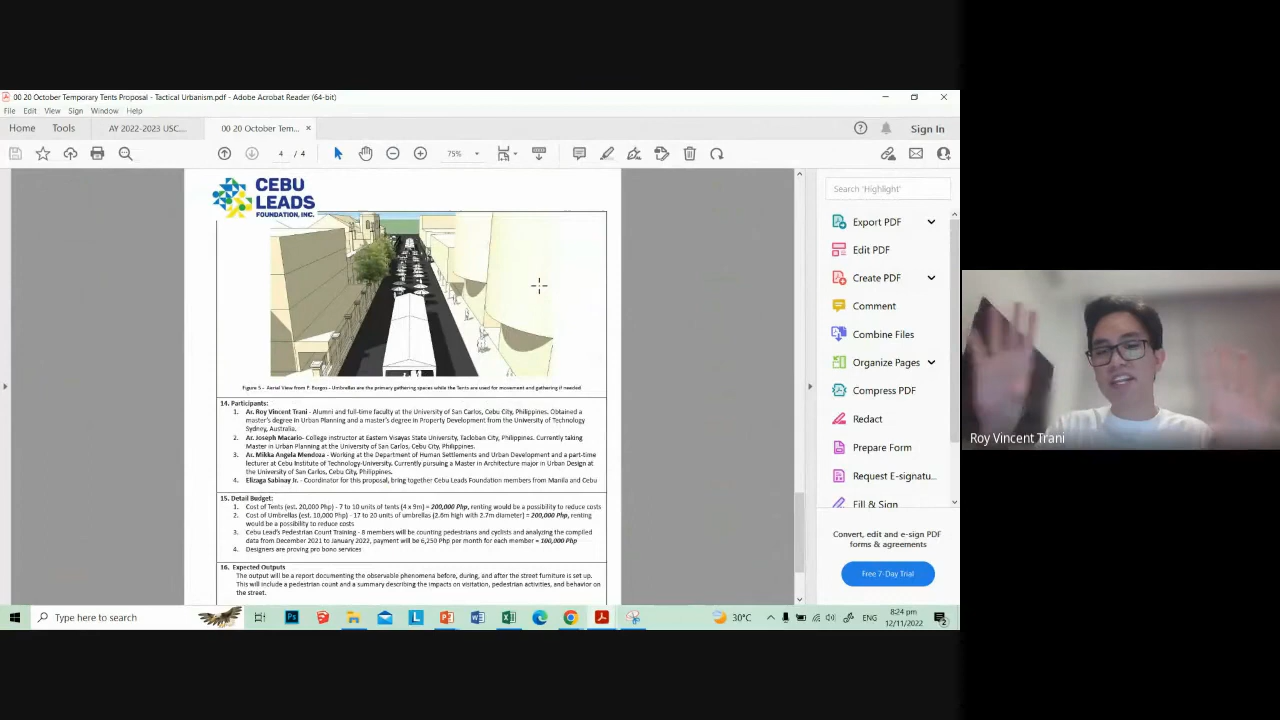 00 20 October Temporary Tents Proposal - Tactical Urbanism.pdf - Adobe Acrobat Reader (64-bit)
File Edit View Sign Window Help
Home Tools AY 2022-2023 USC... 00 20 October Tem... × Sign In
4 / 4 75%
CEBU
LEADS
FOUNDATION, INC.
Search 'Highlight'
Export PDF
Edit PDF
Create PDF
Comment
Combine Files
Organize Pages
Compress PDF
Redact
Prepare Form
Request E-signatu...
Fill & Sign
Convert, edit and e-sign PDF
forms & agreements
Free 7-Day Trial
Figure 5 - Aerial View from P. Burgos - Umbrellas are the primary gathering spaces while the Tents are used for movement and gathering if needed
14. Participants:
1. Ar. Roy Vincent Trani - Alumni and full-time faculty at the University of San Carlos, Cebu City, Philippines. Obtained a
master's degree in Urban Planning and a master's degree in Property Development from the University of Technology
Sydney, Australia.
2. Ar. Joseph Macario- College instructor at Eastern Visayas State University, Tacloban City, Philippines. Currently taking
Master in Urban Planning at the University of San Carlos, Cebu City, Philippines.
3. Ar. Mikka Angela Mendoza - Working at the Department of Human Settlements and Urban Development and a part-time
lecturer at Cebu Institute of Technology-University. Currently pursuing a Master in Architecture major in Urban Design at
the University of San Carlos, Cebu City, Philippines.
4. Elizaga Sabinay Jr. - Coordinator for this proposal, bring together Cebu Leads Foundation members from Manila and Cebu
15. Detail Budget:
1. Cost of Tents (est. 20,000 Php) - 7 to 10 units of tents (4 x 9m) = 200,000 Php, renting would be a possibility to reduce costs
2. Cost of Umbrellas (est. 10,000 Php) - 17 to 20 units of umbrellas (2.6m high with 2.7m diameter) = 200,000 Php, renting
would be a possibility to reduce costs
3. Cebu Lead's Pedestrian Count Training - 8 members will be counting pedestrians and cyclists and analyzing the compiled
data from December 2021 to January 2022, payment will be 6,250 Php per month for each member = 100,000 Php
4. Designers are proving pro bono services
16. Expected Outputs
The output will be a report documenting the observable phenomena before, during, and after the street furniture is set up.
This will include a pedestrian count and a summary describing the impacts on visitation, pedestrian activities, and behavior on
the street.
Roy Vincent Trani
Type here to search
30°C
ENG
8:24 pm
12/11/2022
2